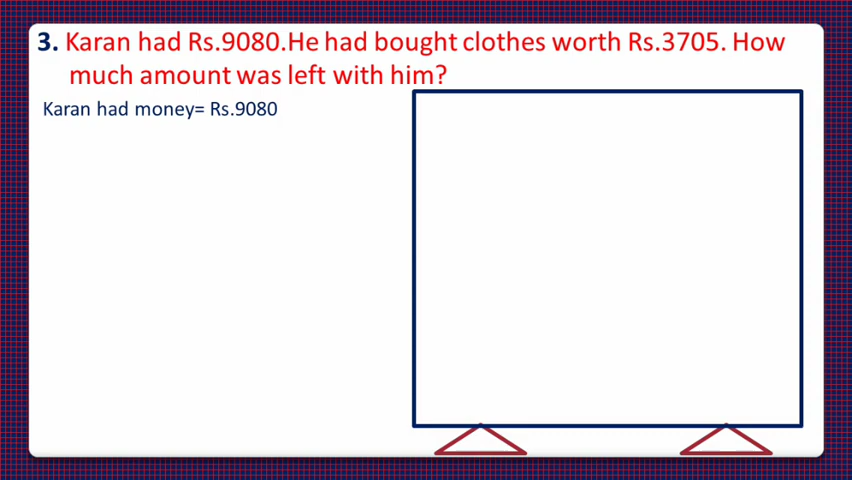 3. Karan had Rs.9080.He had bought clothes worth Rs.3705. How
much amount was left with him?
Karan had money= Rs.9080